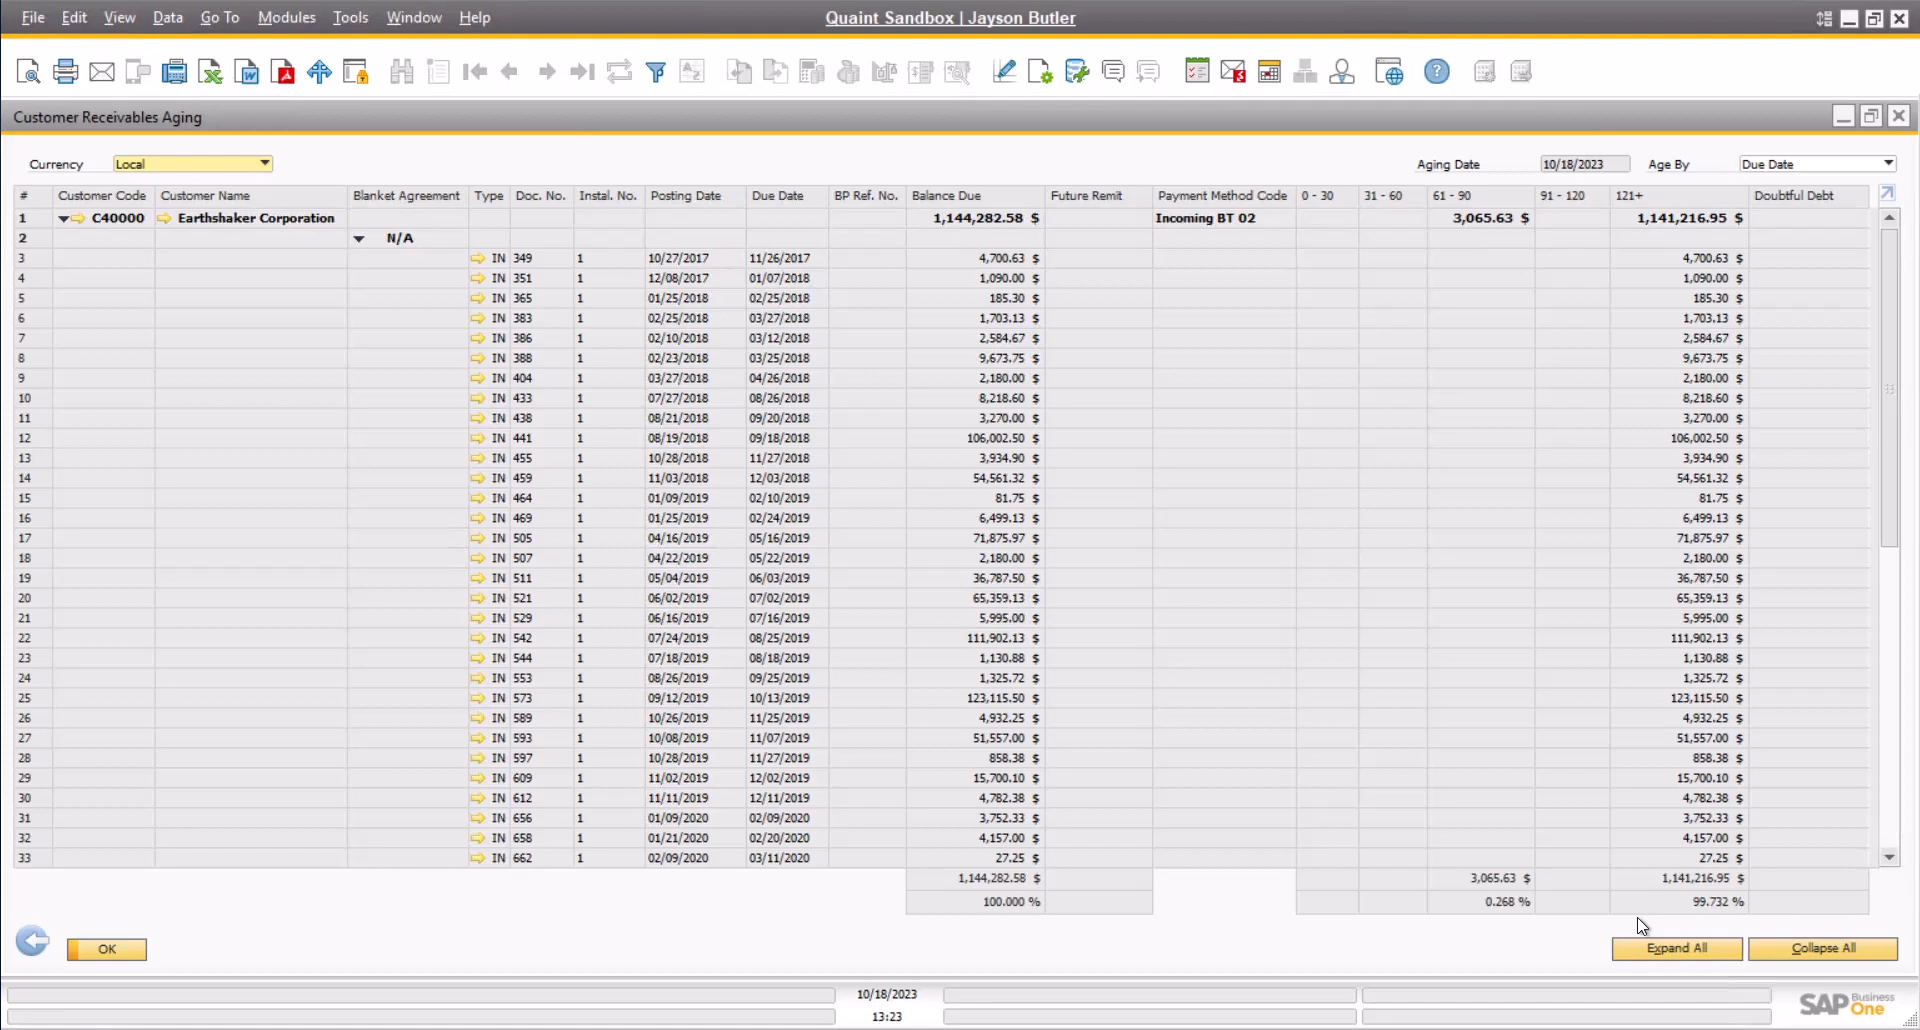 File Edit View Data Go To Modules Tools Window Help Quaint Sandbox | Jayson Butler
Customer Receivables Aging
Currency Local Aging Date 10/18/2023 Age By Due Date
# Customer Code Customer Name Blanket Agreement Type Doc. No. Instal. No. Posting Date Due Date BP Ref. No. Balance Due Future Remit Payment Method Code 0 - 30 31 - 60 61 - 90 91 - 120 121+ Doubtful Debt
1 C40000 Earthshaker Corporation 1,144,282.58 $ Incoming BT 02 3,065.63 $ 1,141,216.95 $
2 N/A
3 IN 349 1 10/27/2017 11/26/2017 4,700.63 $ 4,700.63 $
4 IN 351 1 12/08/2017 01/07/2018 1,090.00 $ 1,090.00 $
5 IN 365 1 01/25/2018 02/25/2018 185.30 $ 185.30 $
6 IN 383 1 02/25/2018 03/27/2018 1,703.13 $ 1,703.13 $
7 IN 386 1 02/10/2018 03/12/2018 2,584.67 $ 2,584.67 $
8 IN 388 1 02/23/2018 03/25/2018 9,673.75 $ 9,673.75 $
9 IN 404 1 03/27/2018 04/26/2018 2,180.00 $ 2,180.00 $
10 IN 433 1 07/27/2018 08/26/2018 8,218.60 $ 8,218.60 $
11 IN 438 1 08/21/2018 09/20/2018 3,270.00 $ 3,270.00 $
12 IN 441 1 08/19/2018 09/18/2018 106,002.50 $ 106,002.50 $
13 IN 455 1 10/28/2018 11/27/2018 3,934.90 $ 3,934.90 $
14 IN 459 1 11/03/2018 12/03/2018 54,561.32 $ 54,561.32 $
15 IN 464 1 01/09/2019 02/10/2019 81.75 $ 81.75 $
16 IN 469 1 01/25/2019 02/24/2019 6,499.13 $ 6,499.13 $
17 IN 505 1 04/16/2019 05/16/2019 71,875.97 $ 71,875.97 $
18 IN 507 1 04/22/2019 05/22/2019 2,180.00 $ 2,180.00 $
19 IN 511 1 05/04/2019 06/03/2019 36,787.50 $ 36,787.50 $
20 IN 521 1 06/02/2019 07/02/2019 65,359.13 $ 65,359.13 $
21 IN 529 1 06/16/2019 07/16/2019 5,995.00 $ 5,995.00 $
22 IN 542 1 07/24/2019 08/25/2019 111,902.13 $ 111,902.13 $
23 IN 544 1 07/18/2019 08/18/2019 1,130.88 $ 1,130.88 $
24 IN 553 1 08/26/2019 09/25/2019 1,325.72 $ 1,325.72 $
25 IN 573 1 09/12/2019 10/13/2019 123,115.50 $ 123,115.50 $
26 IN 589 1 10/26/2019 11/25/2019 4,932.25 $ 4,932.25 $
27 IN 593 1 10/08/2019 11/07/2019 51,557.00 $ 51,557.00 $
28 IN 597 1 10/28/2019 11/27/2019 858.38 $ 858.38 $
29 IN 609 1 11/02/2019 12/02/2019 15,700.10 $ 15,700.10 $
30 IN 612 1 11/11/2019 12/11/2019 4,782.38 $ 4,782.38 $
31 IN 656 1 01/09/2020 02/09/2020 3,752.33 $ 3,752.33 $
32 IN 658 1 01/21/2020 02/20/2020 4,157.00 $ 4,157.00 $
33 IN 662 1 02/09/2020 03/11/2020 27.25 $ 27.25 $
1,144,282.58 $ 3,065.63 $ 1,141,216.95 $
100.000 % 0.268 % 99.732 %
OK Expand All Collapse All
10/18/2023
13:23
SAP Business One